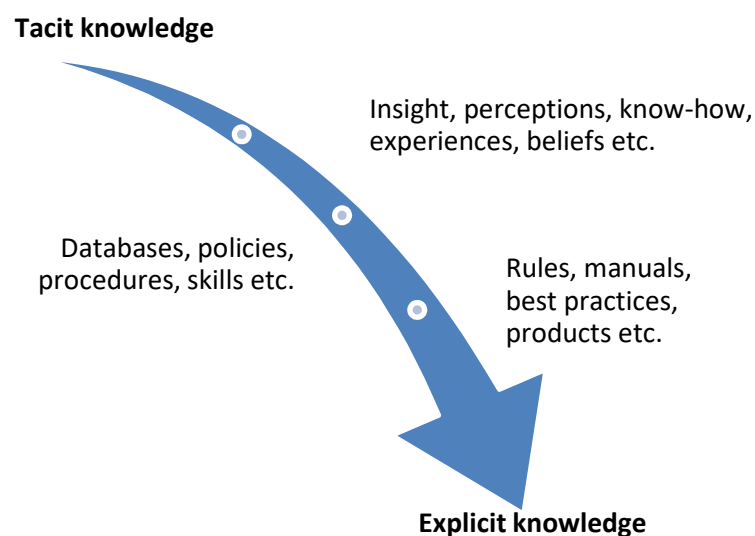 Tacit knowledge
Insight, perceptions, know-how,
experiences, beliefs etc.
Databases, policies,
procedures, skills etc.
Rules, manuals,
best practices,
products etc.
Explicit knowledge